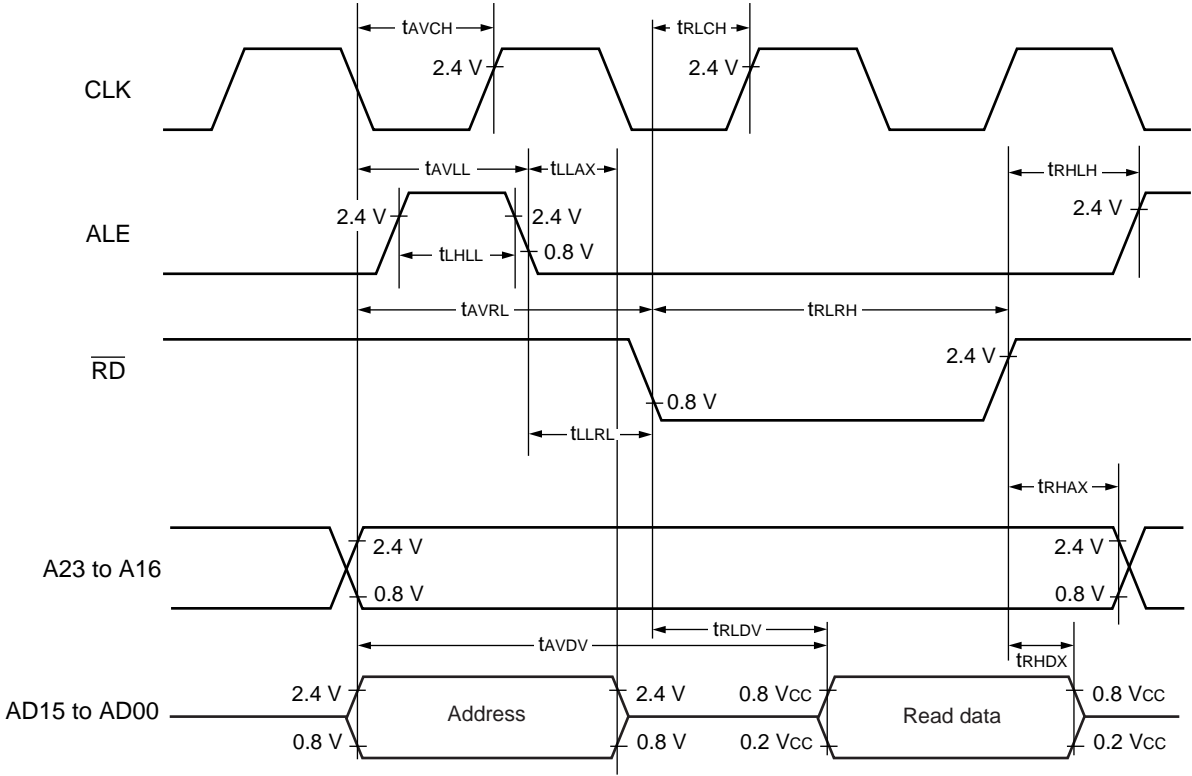 tAVCH
tRLCH
2.4 V
2.4 V
CLK
tAVLL
tLLAX
tRHLH
2.4 V
2.4 V
2.4 V
ALE
tLHLL
0.8 V
tAVRL
tRLRH
RD
2.4 V
0.8 V
tLLRL
tRHAX
2.4 V
2.4 V
A23 to A16
0.8 V
0.8 V
tRLDV
tAVDV
tRHDX
2.4 V
2.4 V
0.8 VCC
0.8 VCC
AD15 to AD00
Address
Read data
0.8 V
0.8 V
0.2 VCC
0.2 VCC